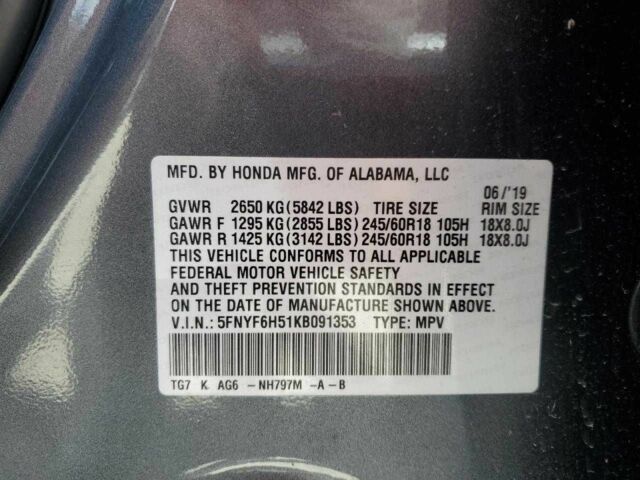 MFD. BY HONDA MFG. OF ALABAMA, LLC
06/'19
GVWR 2650 KG (5842 LBS) TIRE SIZE RIM SIZE
GAWR F 1295 KG (2855 LBS) 245/60R18 105H 18X8.0J
GAWR R 1425 KG (3142 LBS) 245/60R18 105H 18X8.0J
THIS VEHICLE CONFORMS TO ALL APPLICABLE
FEDERAL MOTOR VEHICLE SAFETY
AND THEFT PREVENTION STANDARDS IN EFFECT
ON THE DATE OF MANUFACTURE SHOWN ABOVE.
V.I.N.: 5FNYF6H51KB091353 TYPE: MPV
TG7 K AG6 -NH797M -A-B